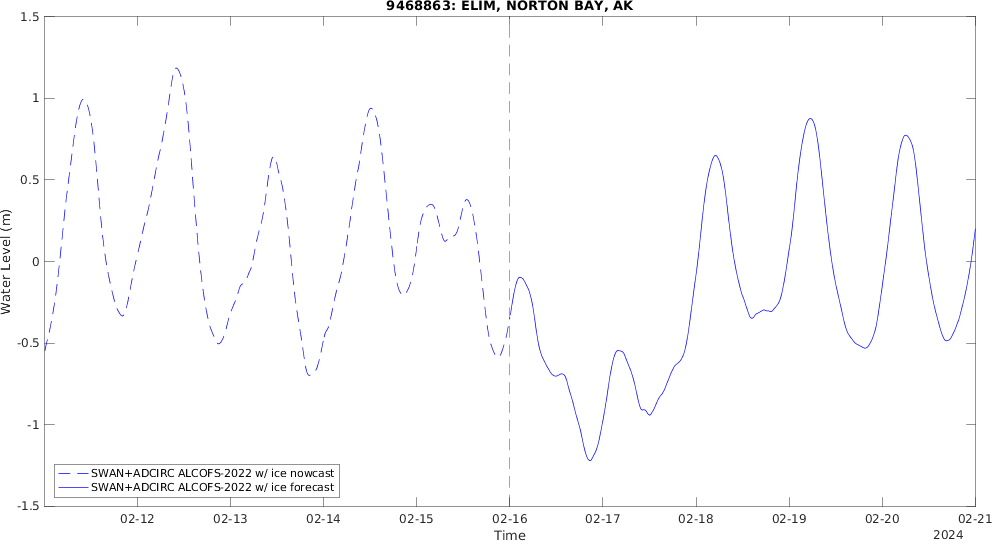 9468863: ELIM, NORTON BAY, AK
Water Level (m)
1.5
1
0.5
0
-0.5
-1
-1.5
SWAN+ADCIRC ALCOFS-2022 w/ ice nowcast
SWAN+ADCIRC ALCOFS-2022 w/ ice forecast
02-12 02-13 02-14 02-15 02-16 02-17 02-18 02-19 02-20 02-21
Time
2024